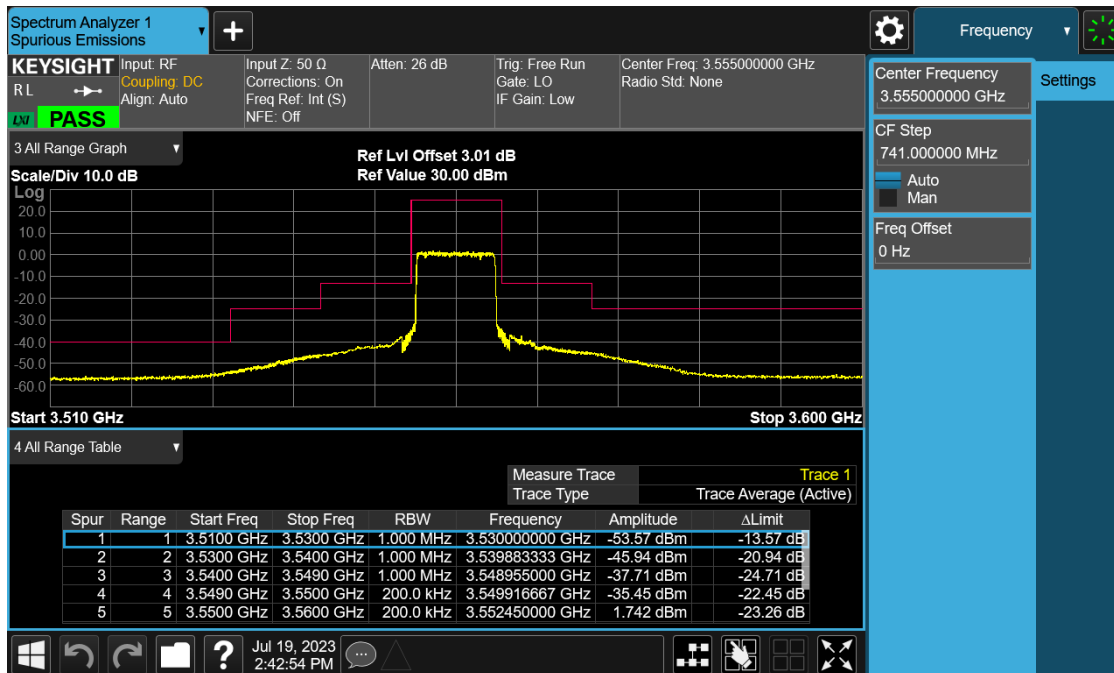 Spectrum Analyzer 1
Spurious Emissions
Frequency
KEYSIGHT
R L
LXI
PASS
Input: RF
Coupling: DC
Align: Auto
Input Z: 50 Ω
Corrections: On
Freq Ref: Int (S)
NFE: Off
Atten: 26 dB
Trig: Free Run
Gate: LO
IF Gain: Low
Center Freq: 3.555000000 GHz
Radio Std: None
Center Frequency
3.555000000 GHz
Settings
CF Step
741.000000 MHz
Auto
Man
Freq Offset
0 Hz
3 All Range Graph
Scale/Div 10.0 dB
Ref Lvl Offset 3.01 dB
Ref Value 30.00 dBm
Log
20.0
10.0
0.00
-10.0
-20.0
-30.0
-40.0
-50.0
-60.0
Start 3.510 GHz
Stop 3.600 GHz
4 All Range Table
Measure Trace Trace 1
Trace Type Trace Average (Active)
Spur Range Start Freq Stop Freq RBW Frequency Amplitude ΔLimit
1 1 3.5100 GHz 3.5300 GHz 1.000 MHz 3.530000000 GHz -53.57 dBm -13.57 dB
2 2 3.5300 GHz 3.5400 GHz 1.000 MHz 3.539883333 GHz -45.94 dBm -20.94 dB
3 3 3.5400 GHz 3.5490 GHz 1.000 MHz 3.548955000 GHz -37.71 dBm -24.71 dB
4 4 3.5490 GHz 3.5500 GHz 200.0 kHz 3.549916667 GHz -35.45 dBm -22.45 dB
5 5 3.5500 GHz 3.5600 GHz 200.0 kHz 3.552450000 GHz 1.742 dBm -23.26 dB
Jul 19, 2023
2:42:54 PM